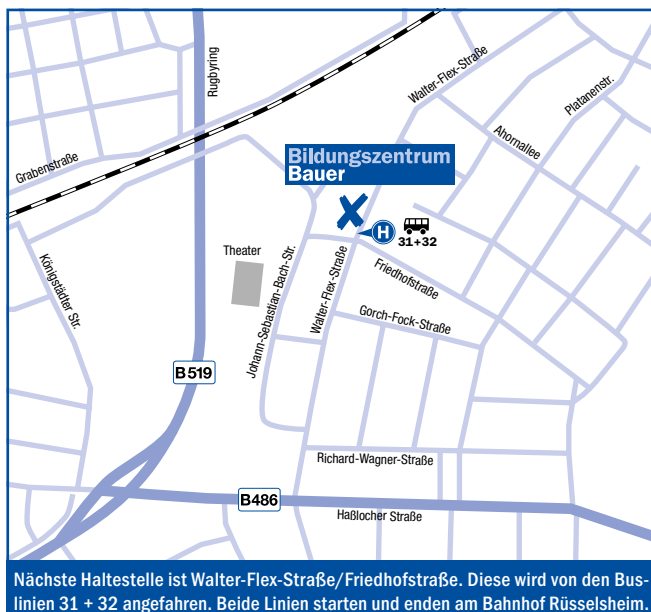 Rugbyring
Walter-Flex-Straße
Platanenstr.
Ahornallee
Grabenstraße
Bildungszentrum
Bauer
H
31+32
Theater
Königstädter Str.
Johann-Sebastian-Bach-Str.
Walter-Flex-Straße
Friedhofstraße
Gorch-Fock-Straße
B519
Richard-Wagner-Straße
B486
Haßlocher Straße
Nächste Haltestelle ist Walter-Flex-Straße/Friedhofstraße. Diese wird von den Bus-
linien 31 + 32 angefahren. Beide Linien starten und enden am Bahnhof Rüsselsheim.